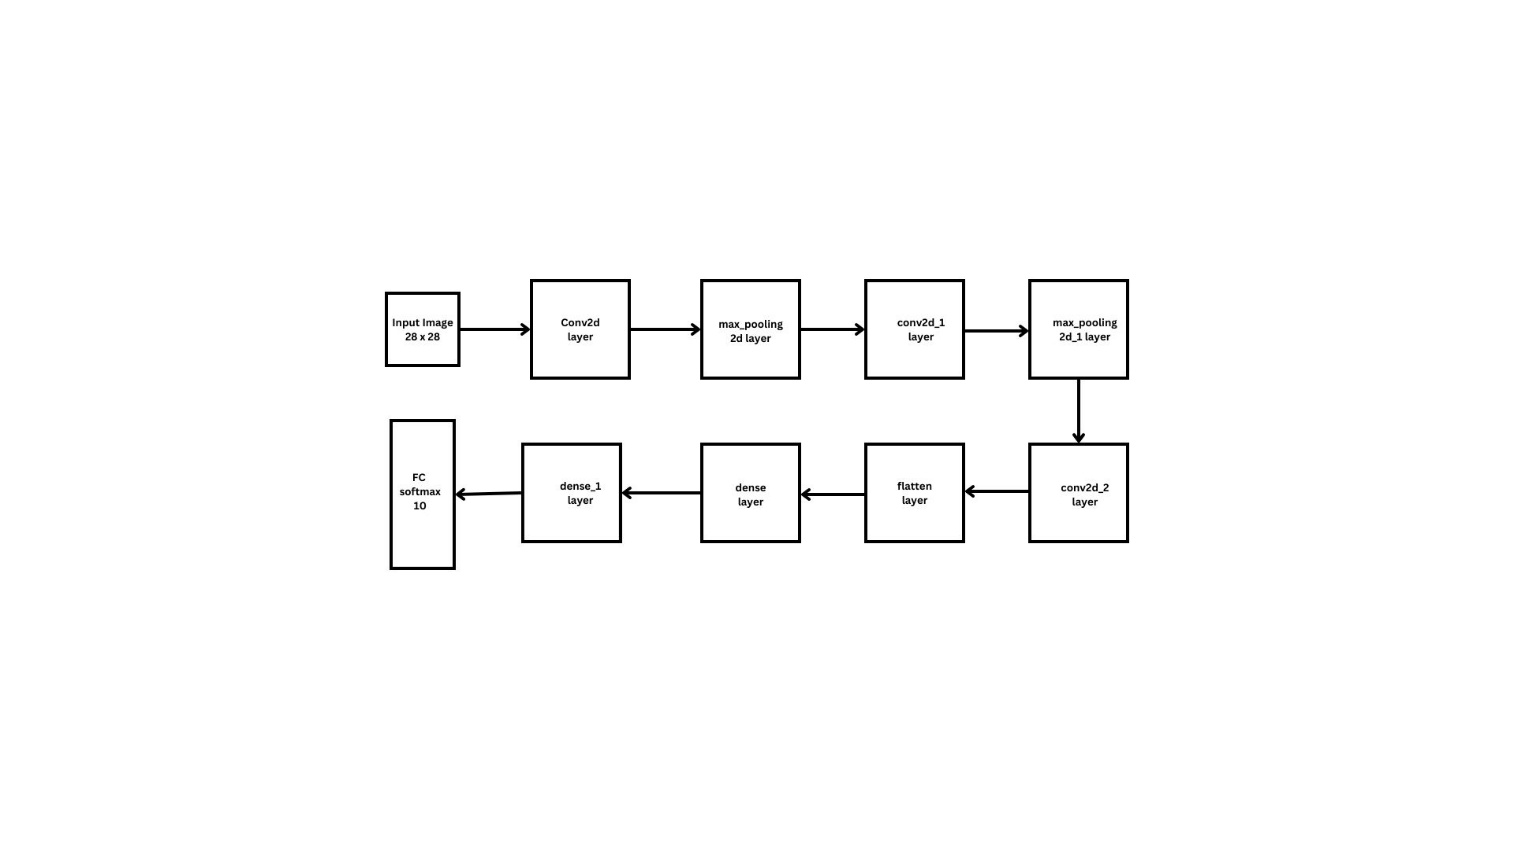 Input Image
28 x 28
Conv2d
layer
max_pooling
2d layer
conv2d_1
layer
max_pooling
2d_1 layer
FC
softmax
10
dense_1
layer
dense
layer
flatten
layer
conv2d_2
layer